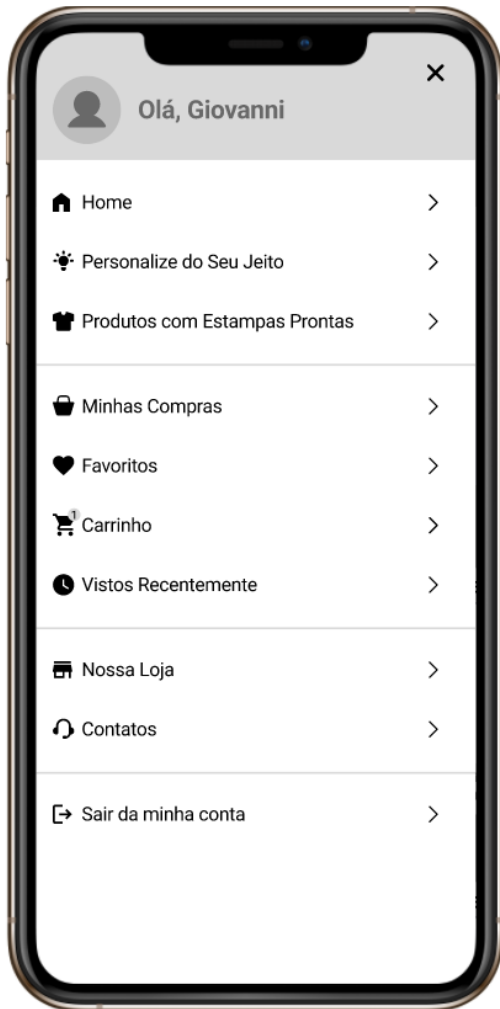 Olá, Giovanni
Home
Personalize do Seu Jeito
Produtos com Estampas Prontas
Minhas Compras
Favoritos
1
Carrinho
Vistos Recentemente
Nossa Loja
Contatos
Sair da minha conta